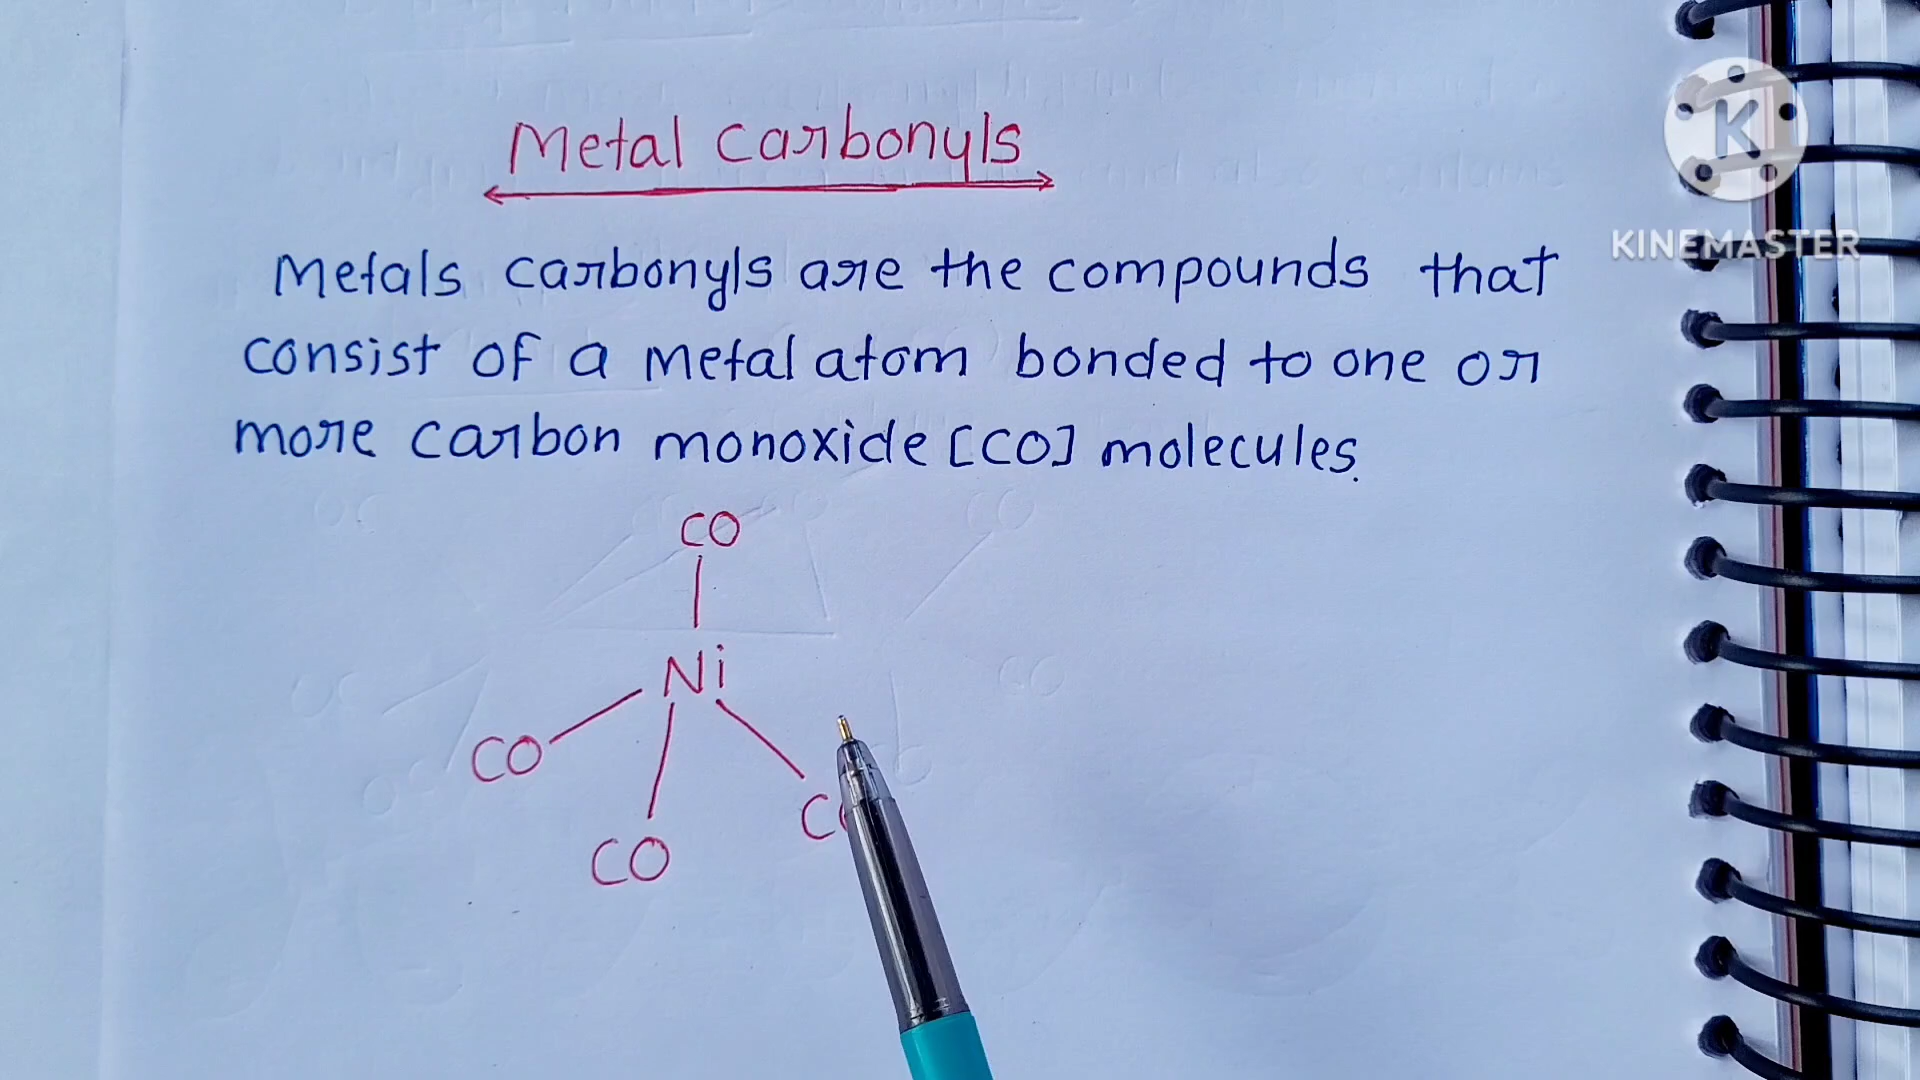 Metal carbonyls
Metals carbonyls are the compounds that
consist of a metal atom bonded to one or
more carbon monoxide [CO] molecules.
CO
Ni
CO
CO
K
KINEMASTER